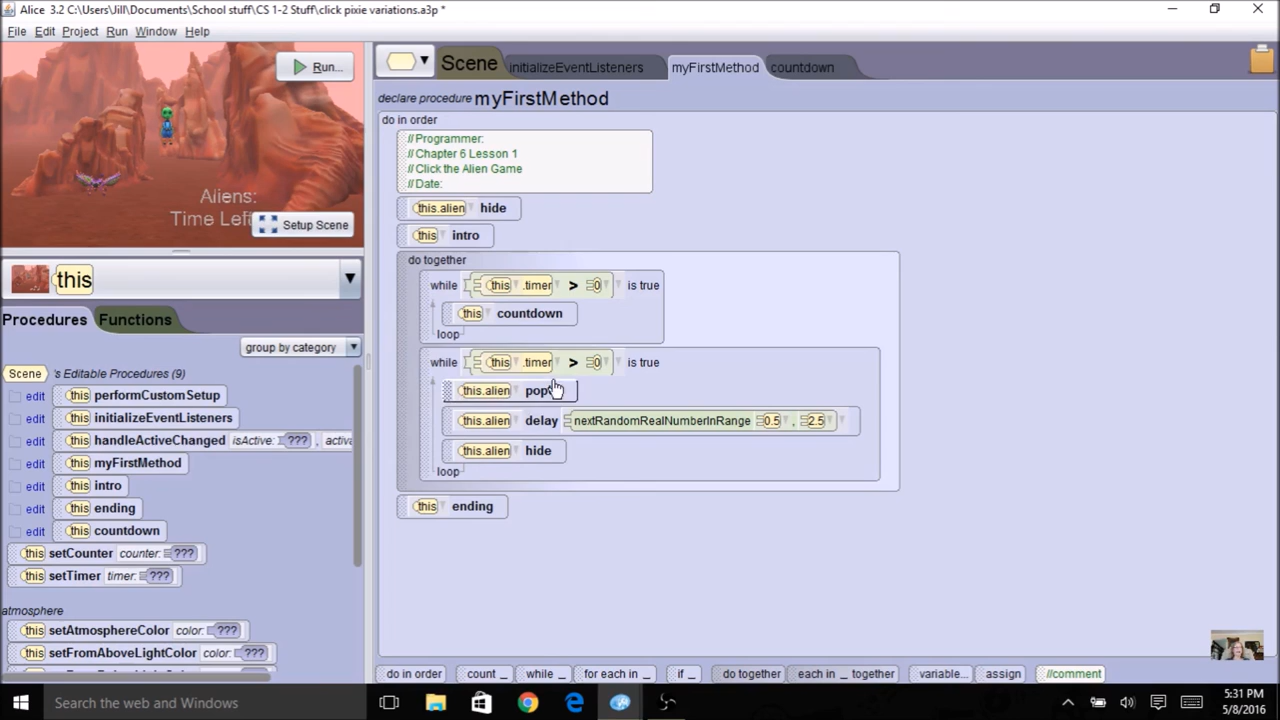 Alice 3.2 C:\Users\Jill\Documents\School stuff\CS 1-2 Stuff\click pixie variations.a3p *
File Edit Project Run Window Help
Run...
Aliens:
Time Left
Setup Scene
this
Procedures Functions
group by category
Scene 's Editable Procedures (9)
edit this performCustomSetup
edit this initializeEventListeners
edit this handleActiveChanged isActive: ??? , activa
edit this myFirstMethod
edit this intro
edit this ending
edit this countdown
this setCounter counter: ???
this setTimer timer: ???
atmosphere
this setAtmosphereColor color: ???
this setFromAboveLightColor color: ???
Scene initializeEventListeners myFirstMethod countdown
declare procedure myFirstMethod
do in order
//Programmer:
//Chapter 6 Lesson 1
//Click the Alien Game
//Date:
this.alien hide
this intro
do together
while this .timer > 0 is true
this countdown
loop
while this .timer > 0 is true
this.alien
this.alien delay nextRandomRealNumberInRange 0.5 , 2.5
this.alien hide
loop
this ending
do in order count _ while _ for each in _ if _ do together each in _ together variable... assign //comment
Search the web and Windows
5:31 PM
5/8/2016